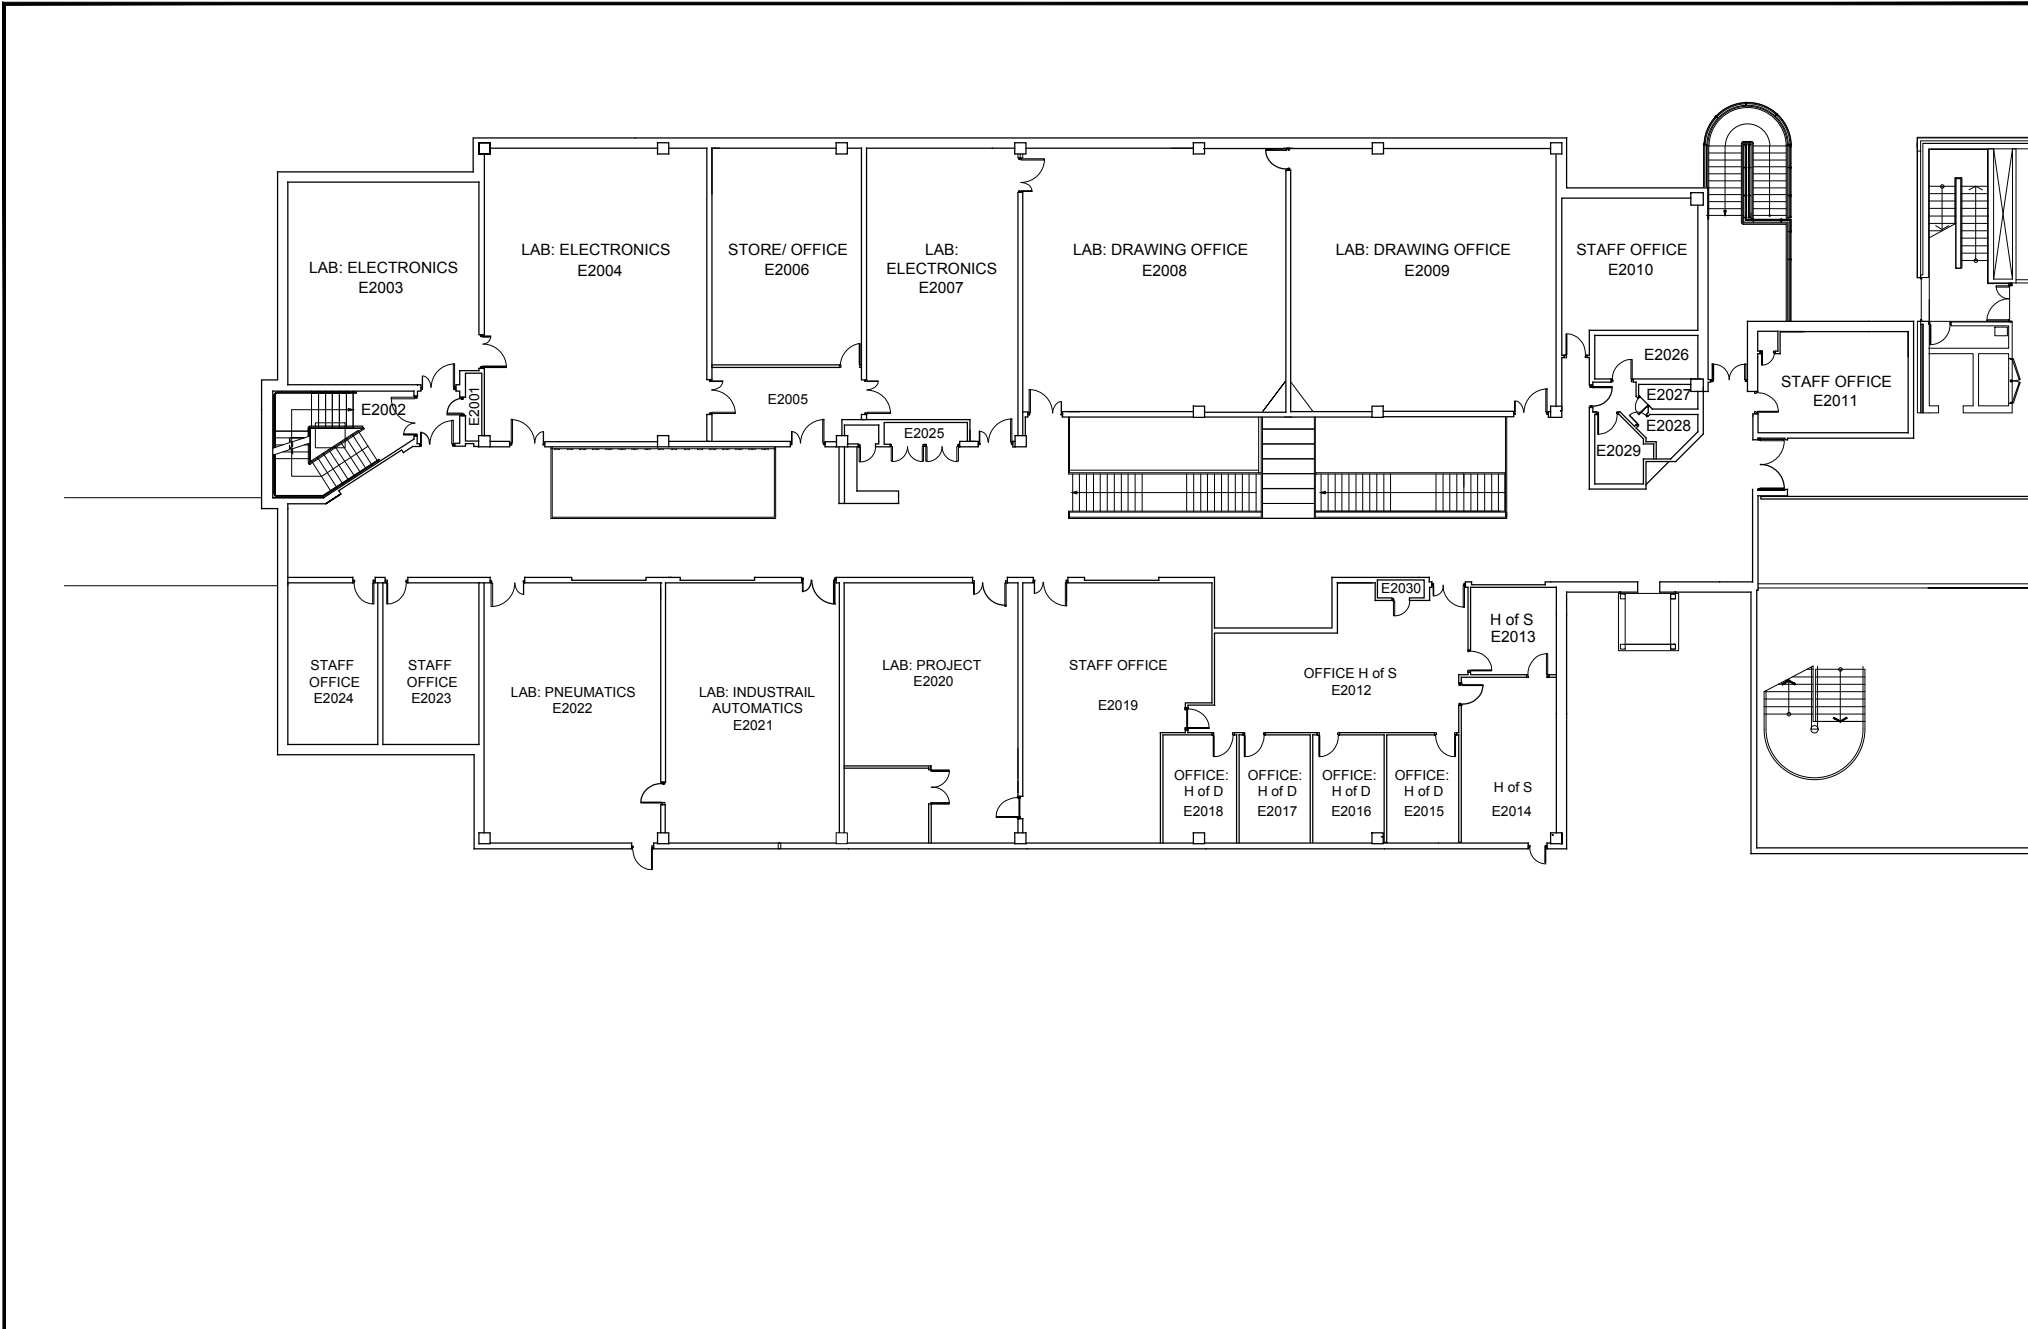 LAB: ELECTRONICS
E2003
LAB: ELECTRONICS
E2004
STORE/ OFFICE
E2006
LAB:
ELECTRONICS
E2007
LAB: DRAWING OFFICE
E2008
LAB: DRAWING OFFICE
E2009
STAFF OFFICE
E2010
E2026
STAFF OFFICE
E2011
E2002
E2001
E2005
E2025
E2027
E2028
E2029
E2030
STAFF
OFFICE
E2024
STAFF
OFFICE
E2023
LAB: PNEUMATICS
E2022
LAB: INDUSTRAIL
AUTOMATICS
E2021
LAB: PROJECT
E2020
STAFF OFFICE
E2019
OFFICE H of S
E2012
H of S
E2013
OFFICE:
H of D
E2018
OFFICE:
H of D
E2017
OFFICE:
H of D
E2016
OFFICE:
H of D
E2015
H of S
E2014